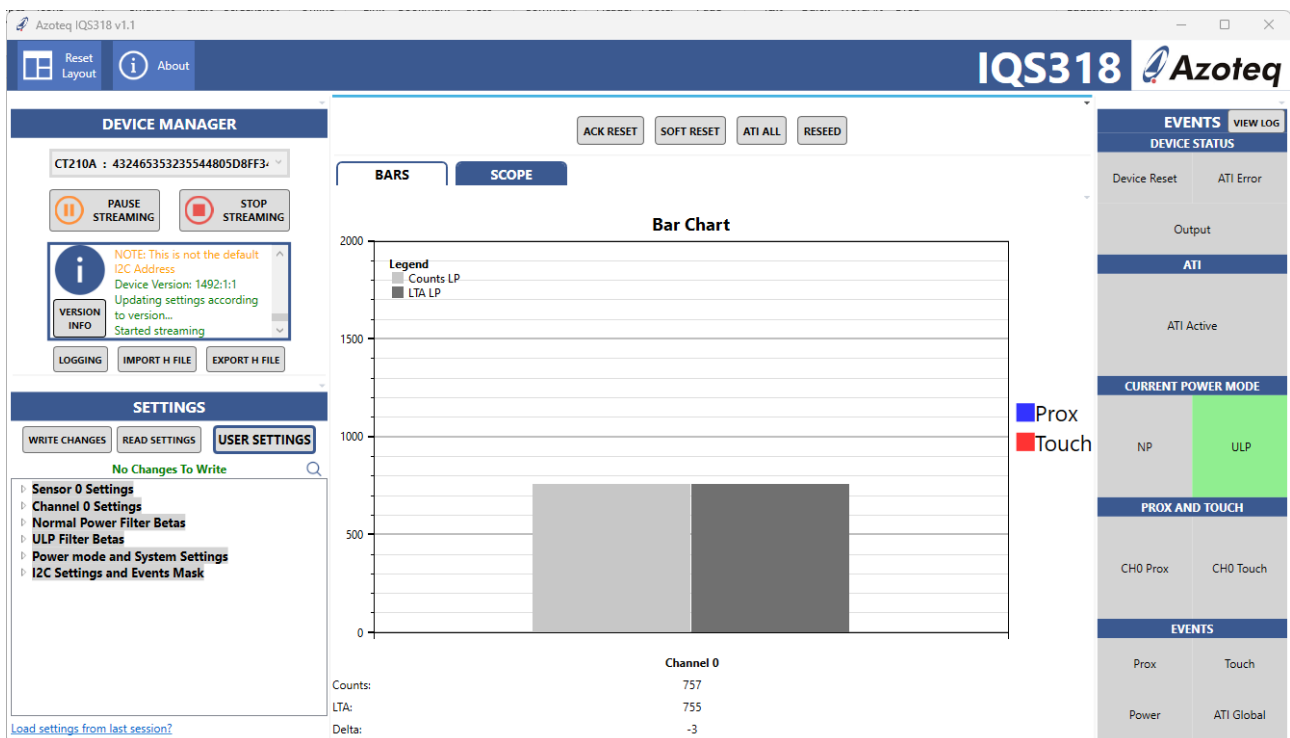 Azoteq IQS318 v1.1
Reset
Layout
About
IQS318
Azoteq
DEVICE MANAGER
CT210A : 432465353235544805D8FF3
PAUSE
STREAMING
STOP
STREAMING
NOTE: This is not the default
I2C Address
Device Version: 1492:1:1
Updating settings according
to version...
Started streaming
VERSION
INFO
LOGGING
IMPORT H FILE
EXPORT H FILE
SETTINGS
WRITE CHANGES
READ SETTINGS
USER SETTINGS
No Changes To Write
Sensor 0 Settings
Channel 0 Settings
Normal Power Filter Betas
ULP Filter Betas
Power mode and System Settings
I2C Settings and Events Mask
Load settings from last session?
ACK RESET
SOFT RESET
ATI ALL
RESEED
BARS
SCOPE
Bar Chart
2000
1500
1000
500
0
Legend
Counts LP
LTA LP
Prox
Touch
Channel 0
Counts: 757
LTA: 755
Delta: -3
EVENTS
VIEW LOG
DEVICE STATUS
Device Reset
ATI Error
Output
ATI
ATI Active
CURRENT POWER MODE
NP
ULP
PROX AND TOUCH
CH0 Prox
CH0 Touch
EVENTS
Prox
Touch
Power
ATI Global